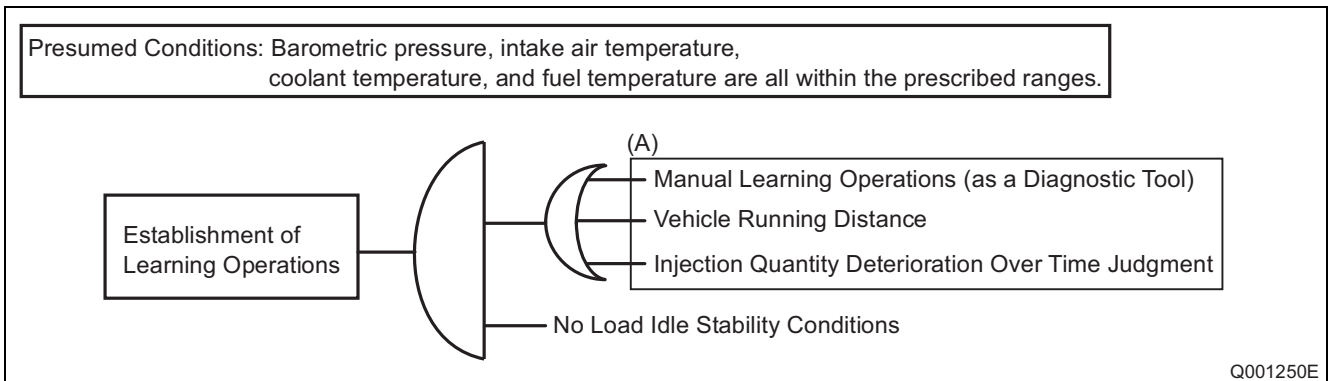 Presumed Conditions: Barometric pressure, intake air temperature,
coolant temperature, and fuel temperature are all within the prescribed ranges.
(A)
Manual Learning Operations (as a Diagnostic Tool)
Vehicle Running Distance
Establishment of
Learning Operations
Injection Quantity Deterioration Over Time Judgment
No Load Idle Stability Conditions
Q001250E